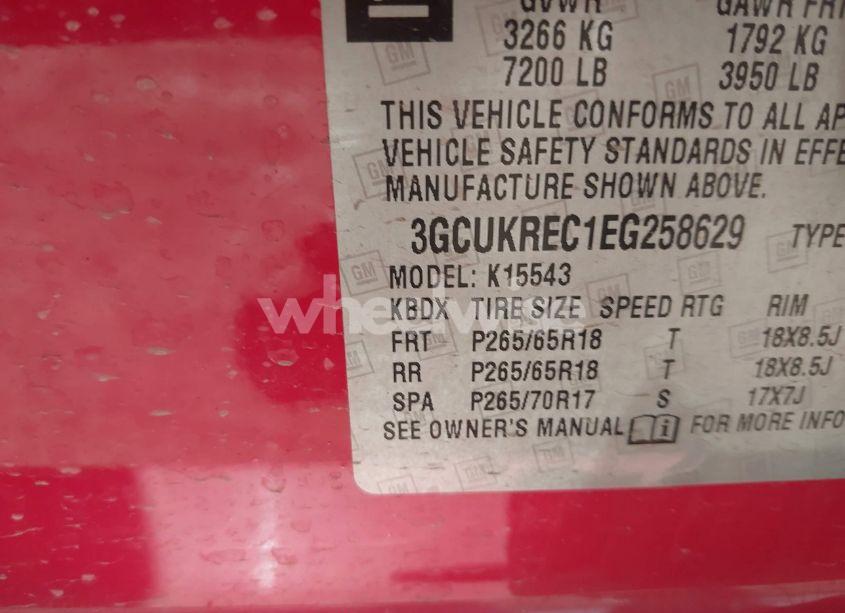 GVWR GAWR FRT
3266 KG 1792 KG
7200 LB 3950 LB
THIS VEHICLE CONFORMS TO ALL AP
VEHICLE SAFETY STANDARDS IN EFFE
MANUFACTURE SHOWN ABOVE.
3GCUKREC1EG258629 TYPE
MODEL: K15543
KBDX TIRE SIZE SPEED RTG RIM
FRT P265/65R18 T 18X8.5J
RR P265/65R18 T 18X8.5J
SPA P265/70R17 S 17X7J
SEE OWNER'S MANUAL i FOR MORE INFO
GM
wheelwise